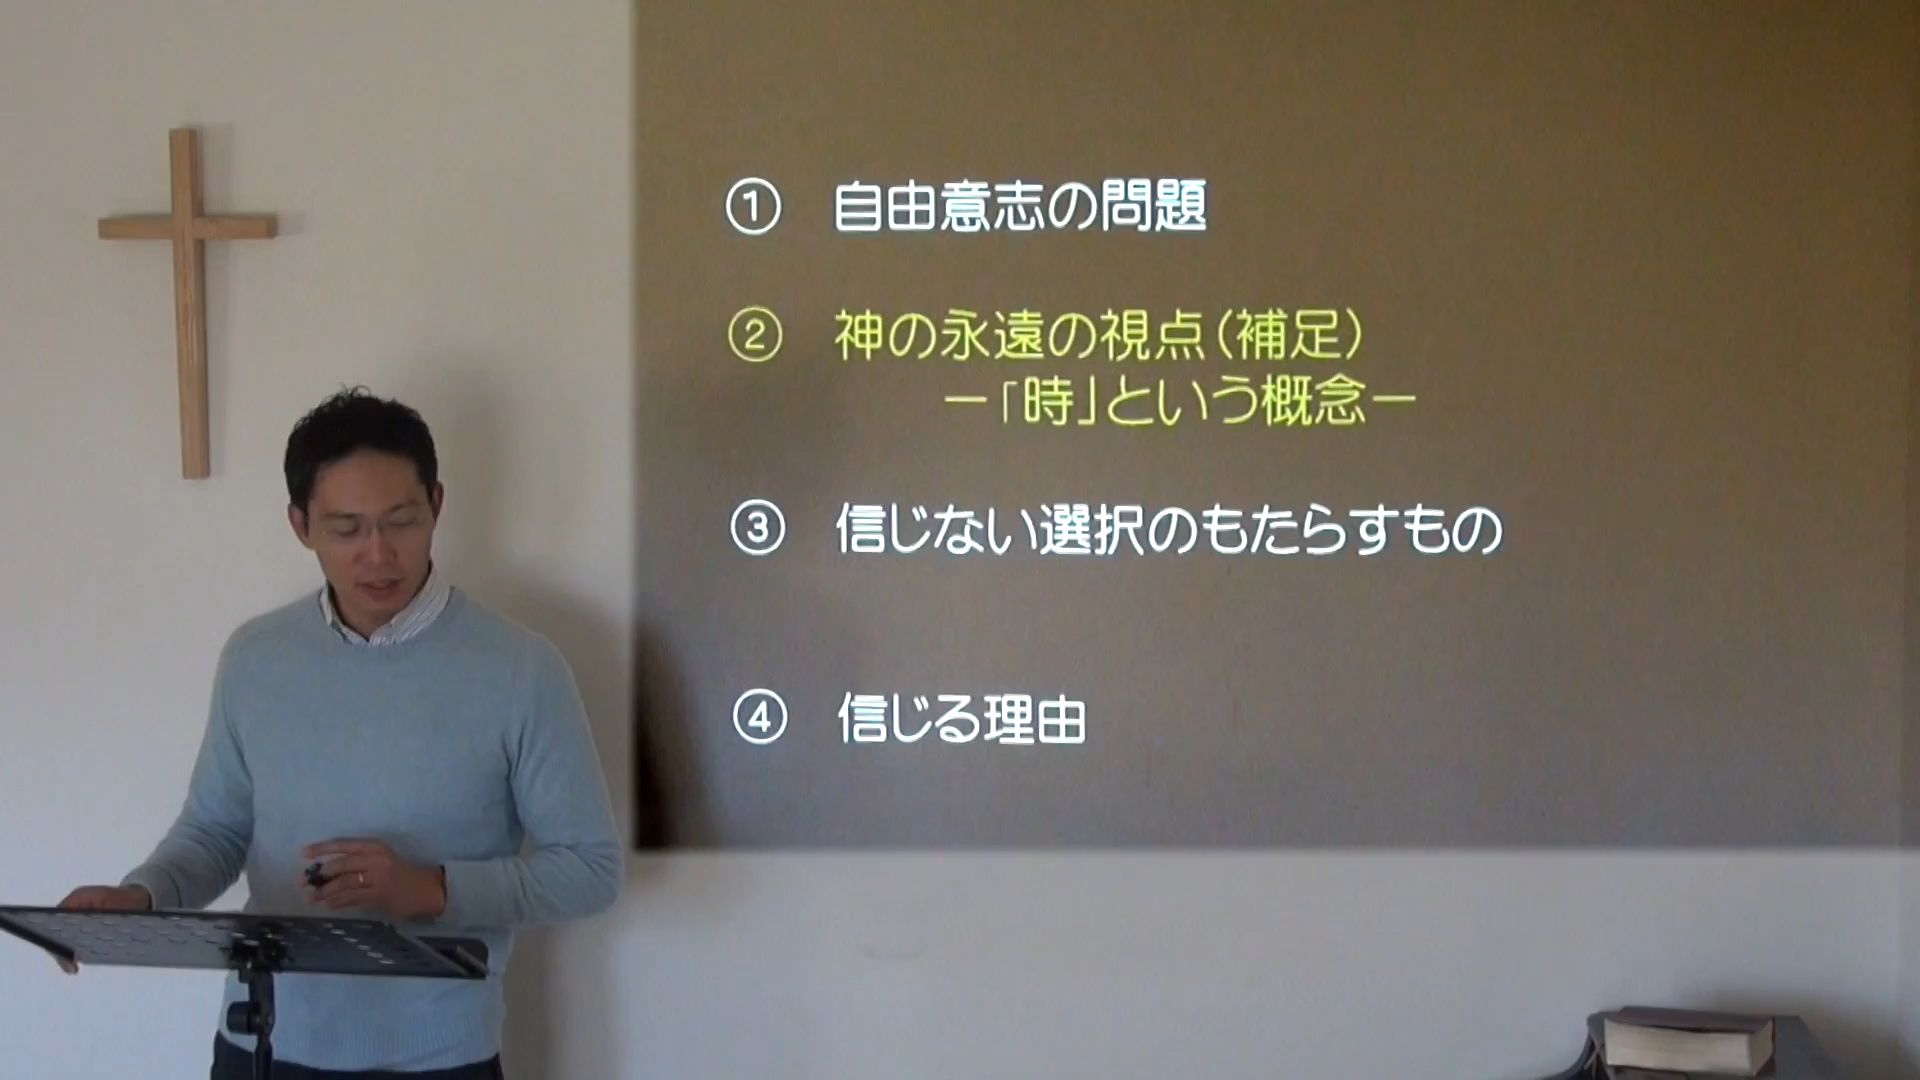 ① 自由意志の問題
② 神の永遠の視点(補足)
ー「時」という概念ー
③ 信じない選択のもたらすもの
④ 信じる理由